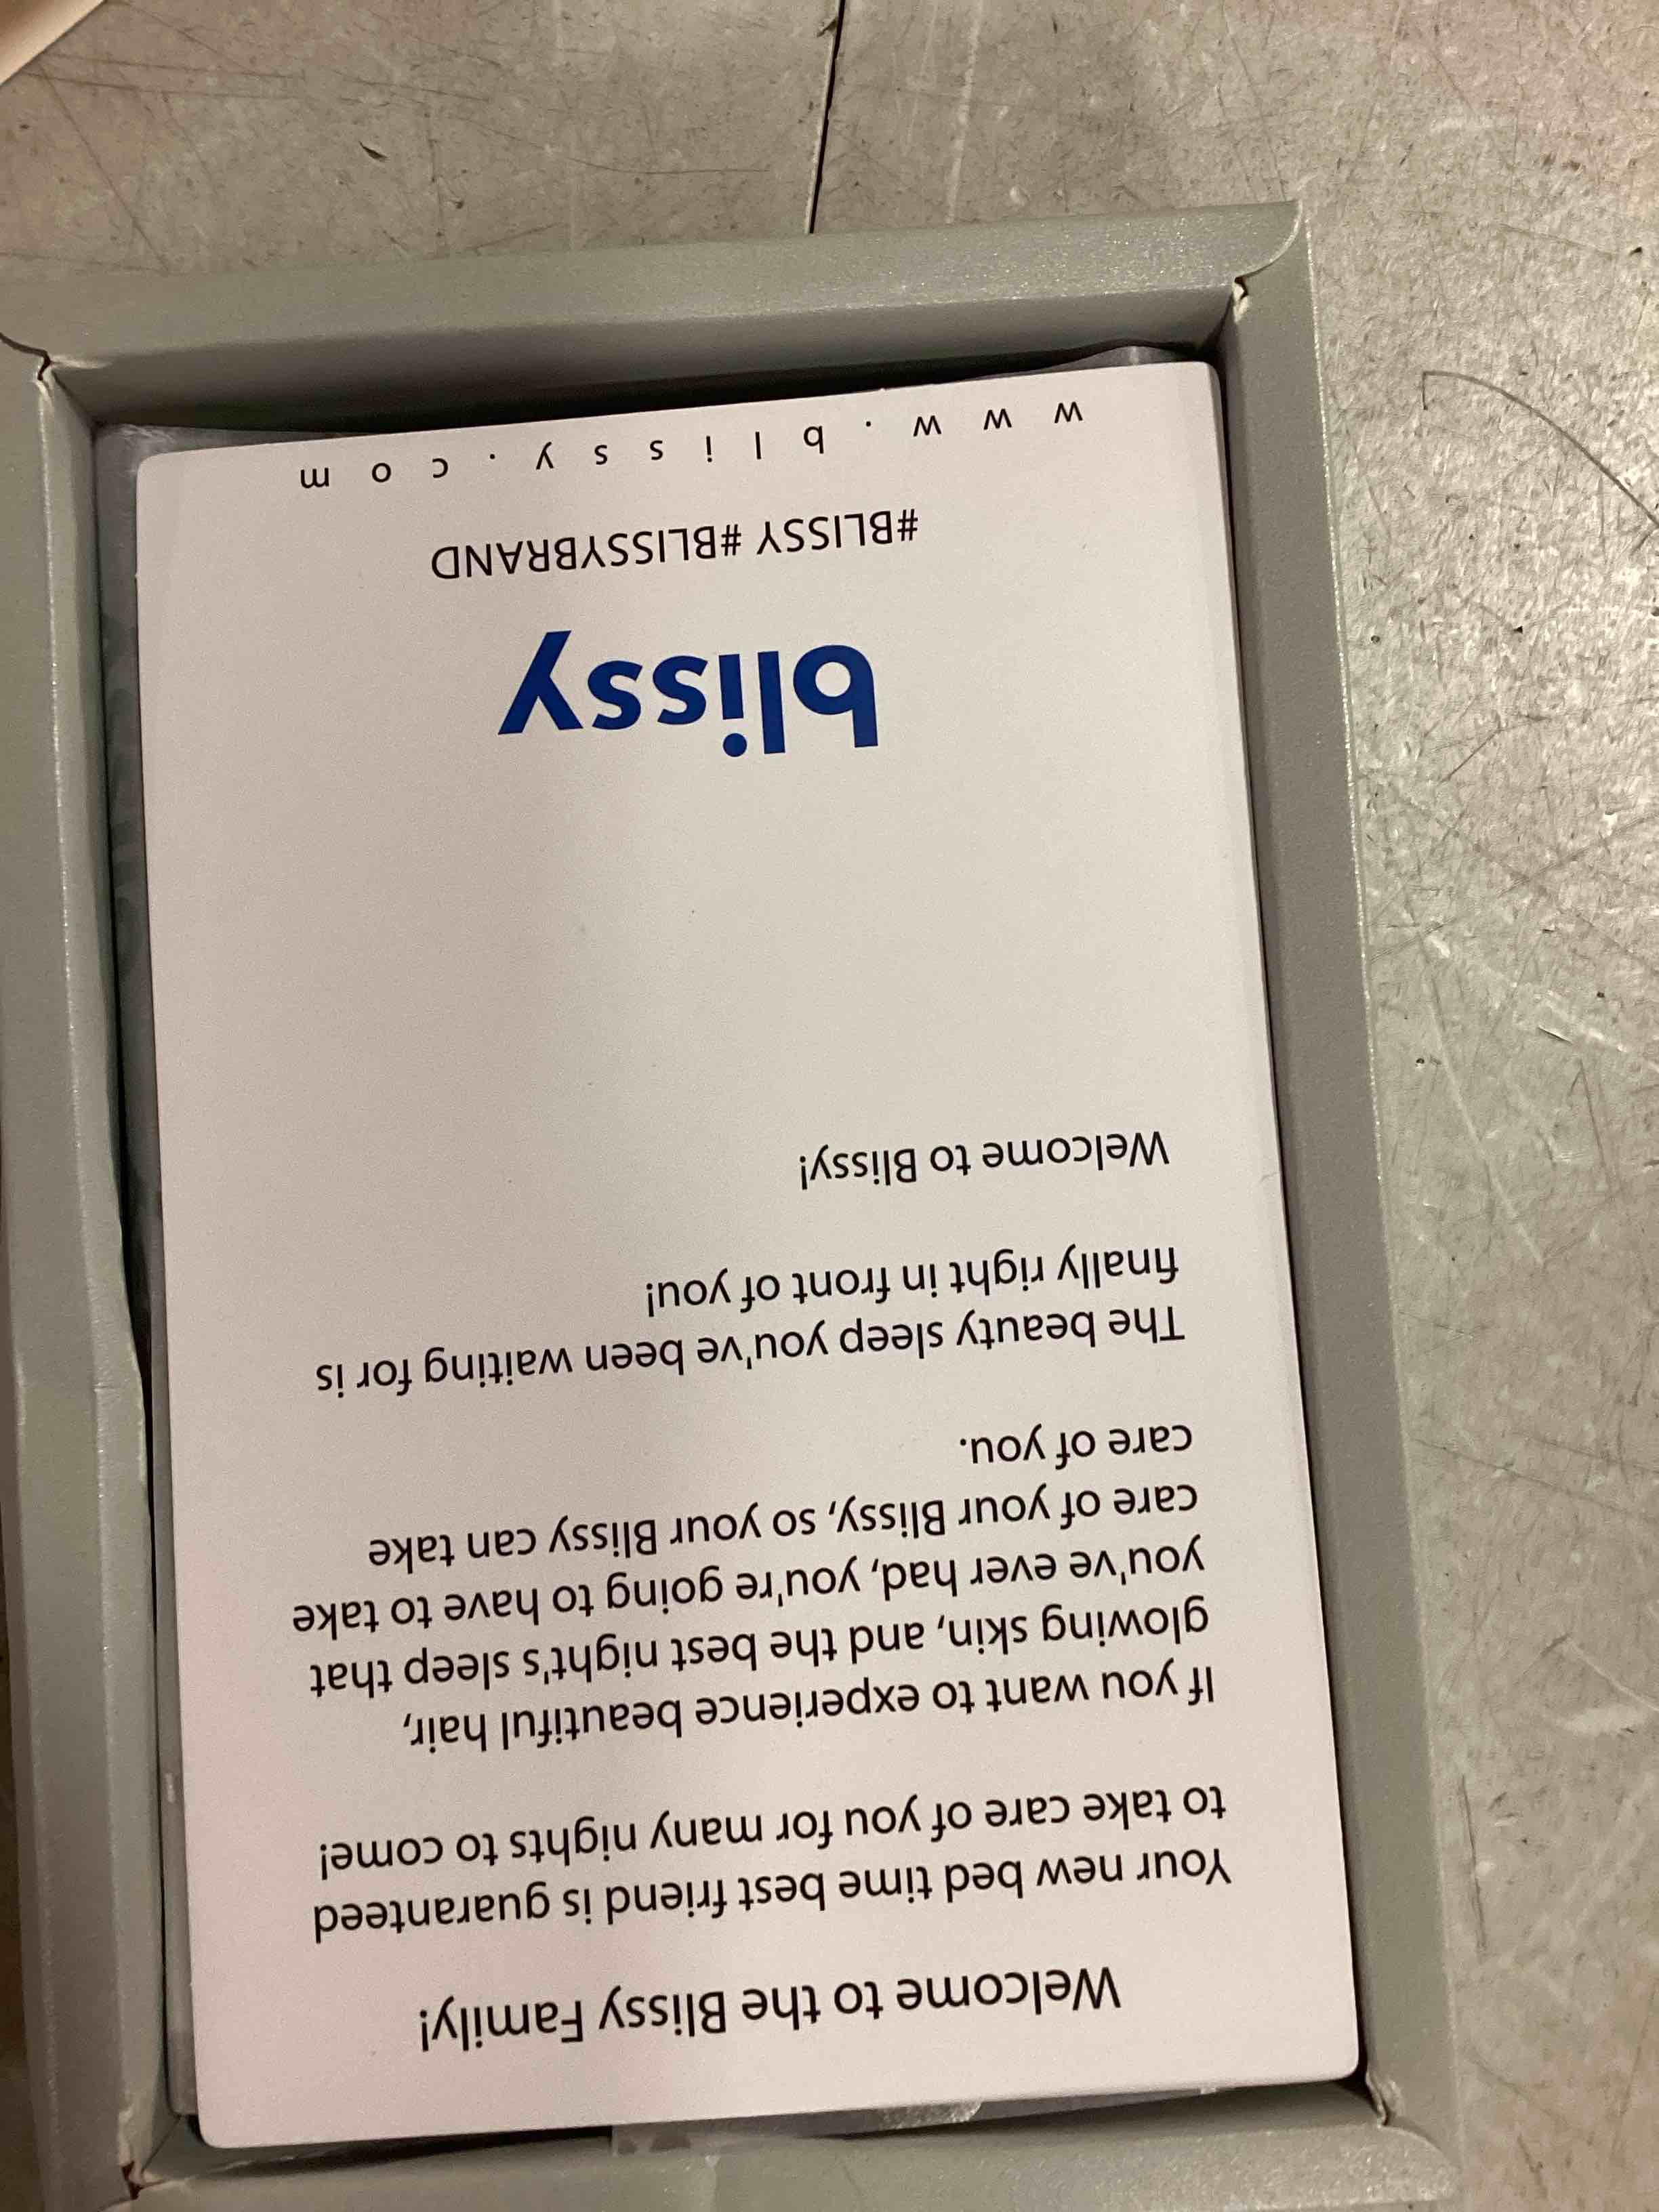 Welcome to the Blissy Family!
Your new bed time best friend is guaranteed
to take care of you for many nights to come!
If you want to experience beautiful hair,
glowing skin, and the best night's sleep that
you've ever had, you're going to have to take
care of your Blissy, so your Blissy can take
care of you.
The beauty sleep you've been waiting for is
finally right in front of you!
Welcome to Blissy!
blissy
#BLISSY #BLISSYBRAND
www.blissy.com